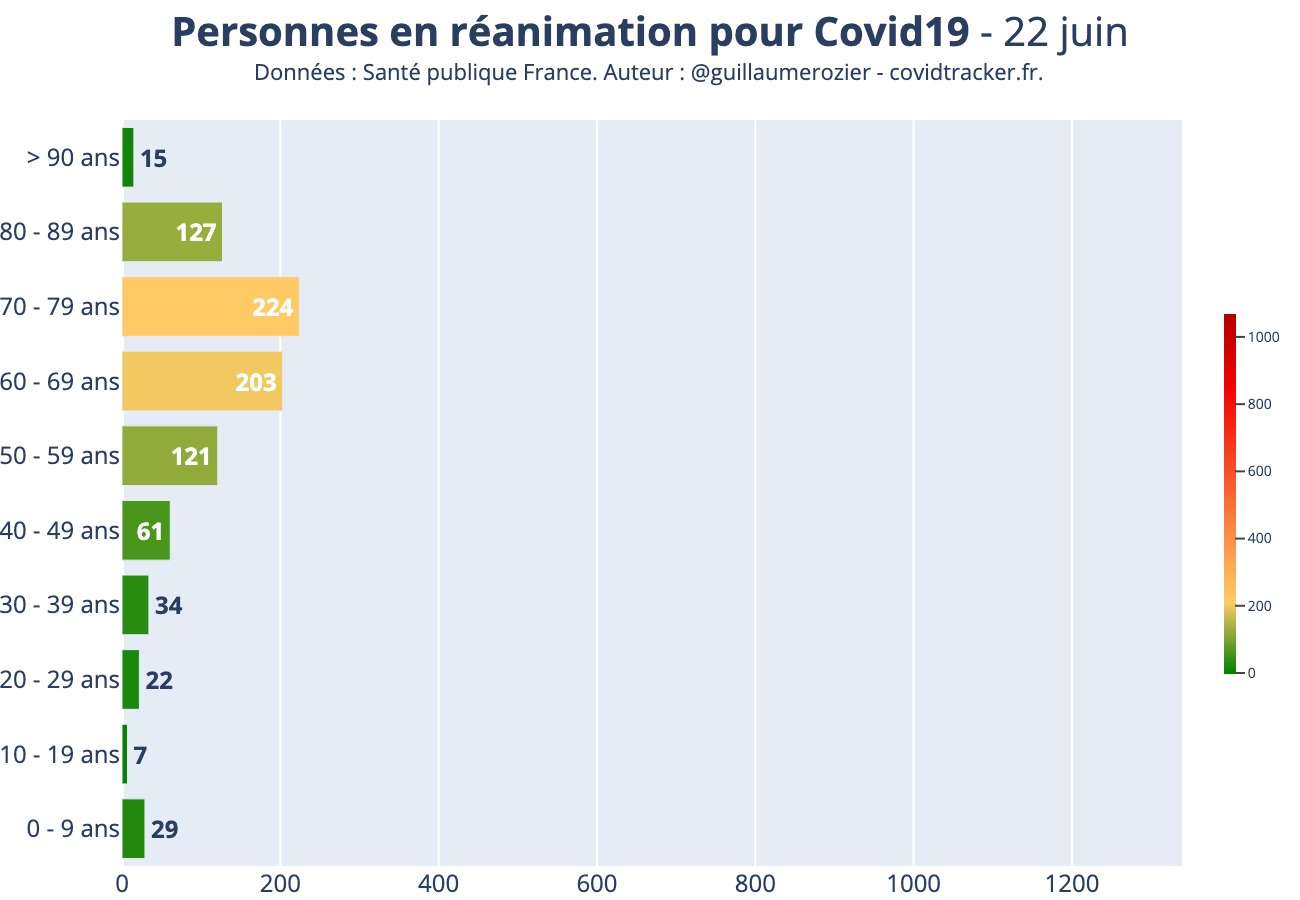 Personnes en réanimation pour Covid19 - 22 juin
Données : Santé publique France. Auteur : @guillaumerozier - covidtracker.fr.
> 90 ans 15
80 - 89 ans 127
70 - 79 ans 224
60 - 69 ans 203
50 - 59 ans 121
40 - 49 ans 61
30 - 39 ans 34
20 - 29 ans 22
10 - 19 ans 7
0 - 9 ans 29
0 200 400 600 800 1000 1200
1000
800
600
400
200
0